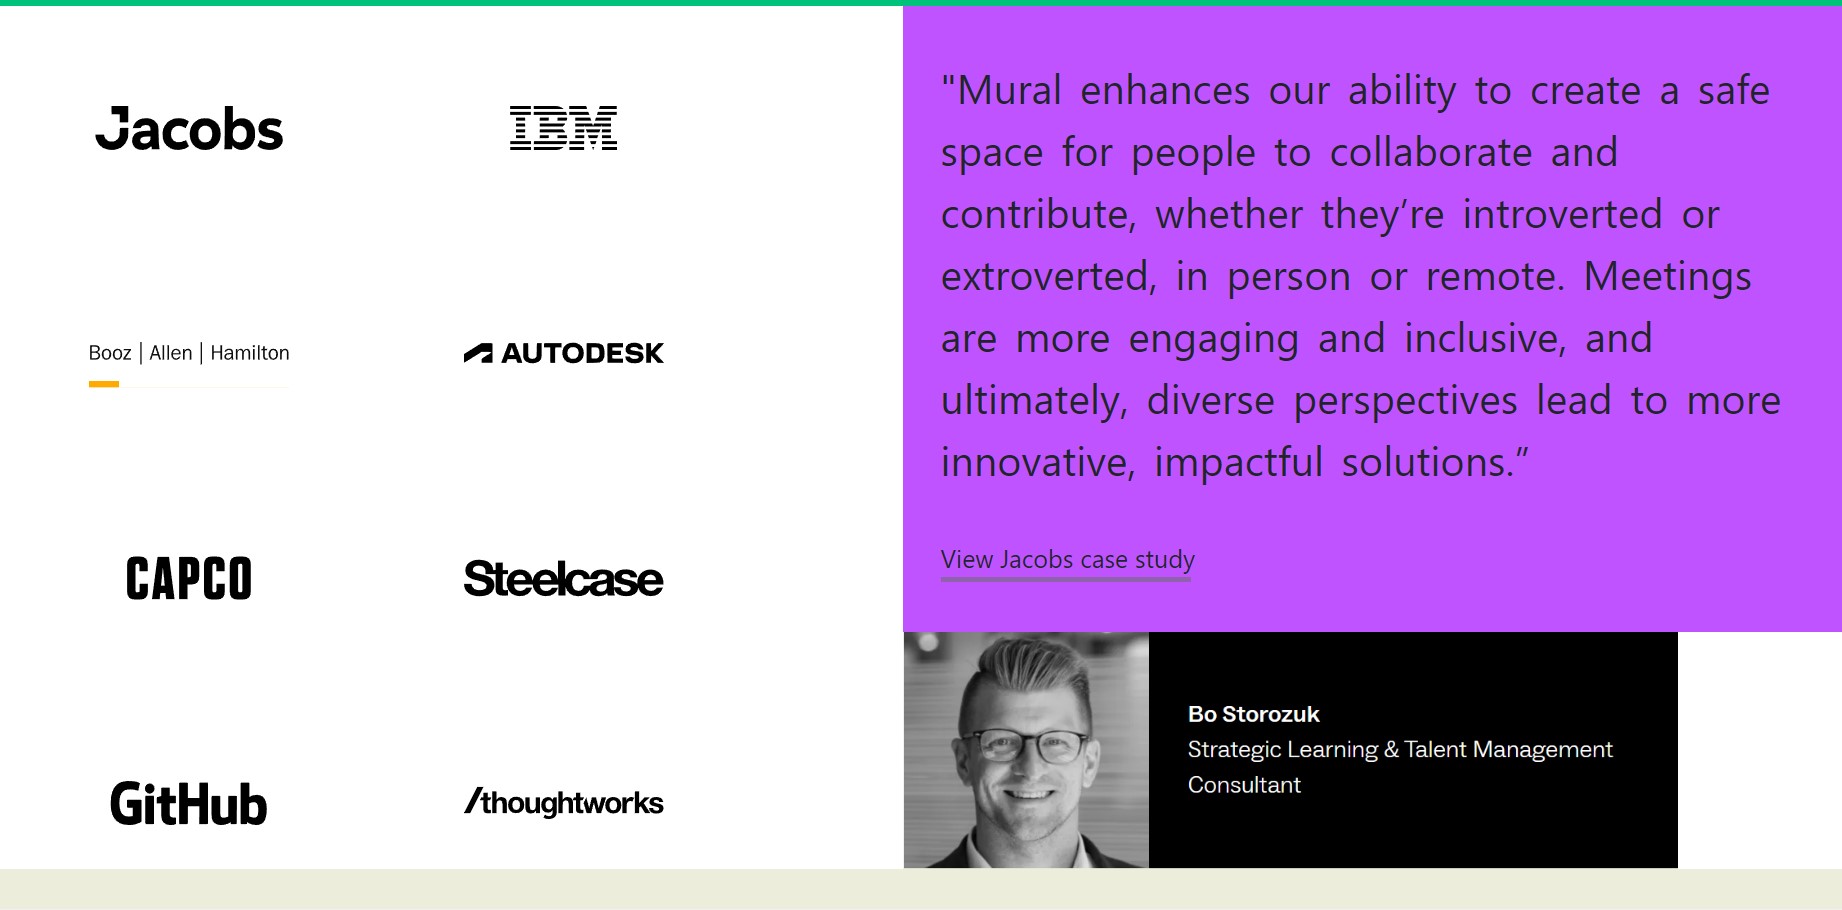 Jacobs
IBM
Booz | Allen | Hamilton
AUTODESK
CAPCO
Steelcase
GitHub
/thoughtworks
"Mural enhances our ability to create a safe
space for people to collaborate and
contribute, whether they’re introverted or
extroverted, in person or remote. Meetings
are more engaging and inclusive, and
ultimately, diverse perspectives lead to more
innovative, impactful solutions.”
View Jacobs case study
Bo Storozuk
Strategic Learning & Talent Management
Consultant